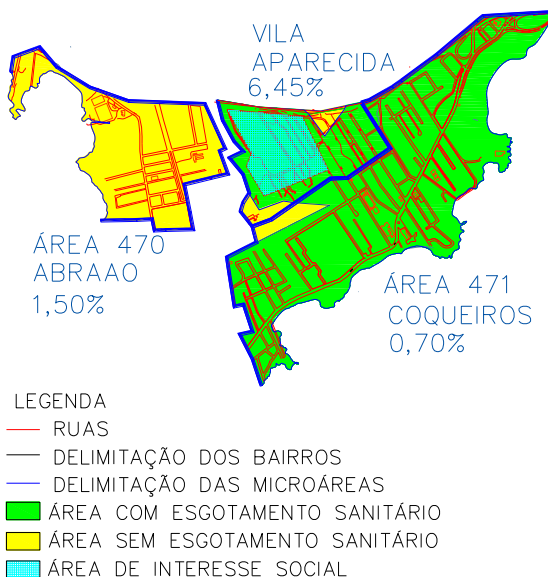 VILA
APARECIDA
6,45%
ÁREA 470
ABRAAO
1,50%
ÁREA 471
COQUEIROS
0,70%
LEGENDA
RUAS
DELIMITAÇÃO DOS BAIRROS
DELIMITAÇÃO DAS MICROÁREAS
ÁREA COM ESGOTAMENTO SANITÁRIO
ÁREA SEM ESGOTAMENTO SANITÁRIO
ÁREA DE INTERESSE SOCIAL